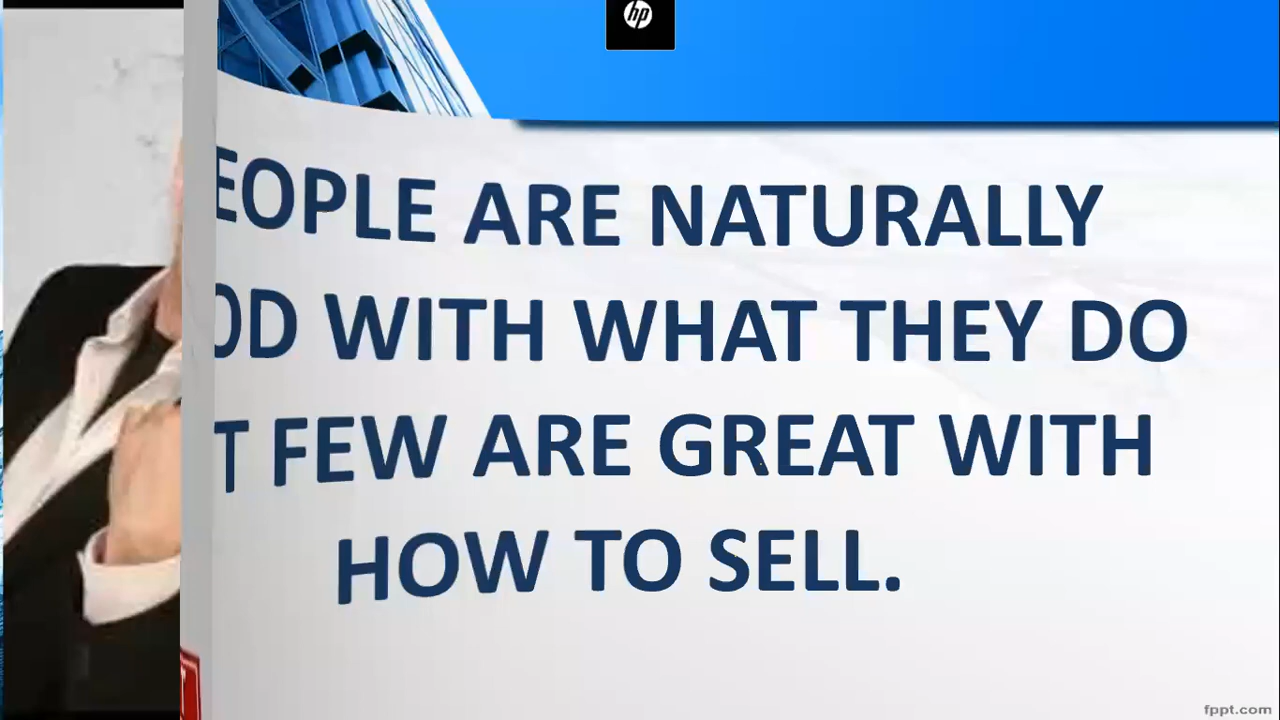 hp
EOPLE ARE NATURALLY
OD WITH WHAT THEY DO
T FEW ARE GREAT WITH
HOW TO SELL.
fppt.com